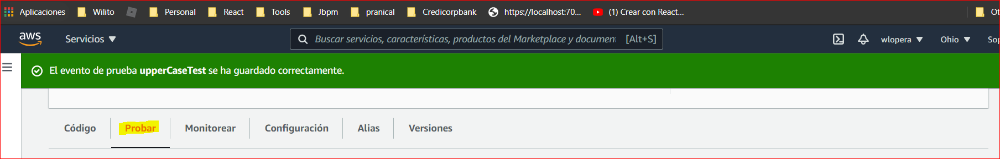 Aplicaciones Wilito Personal React Tools Jbpm pranical Credicorpbank https://localhost:70... (1) Crear con React... Ot
aws Servicios Buscar servicios, características, productos del Marketplace y document [Alt+S] wlopera Ohio Sop
El evento de prueba upperCaseTest se ha guardado correctamente.
Código Probar Monitorear Configuración Alias Versiones